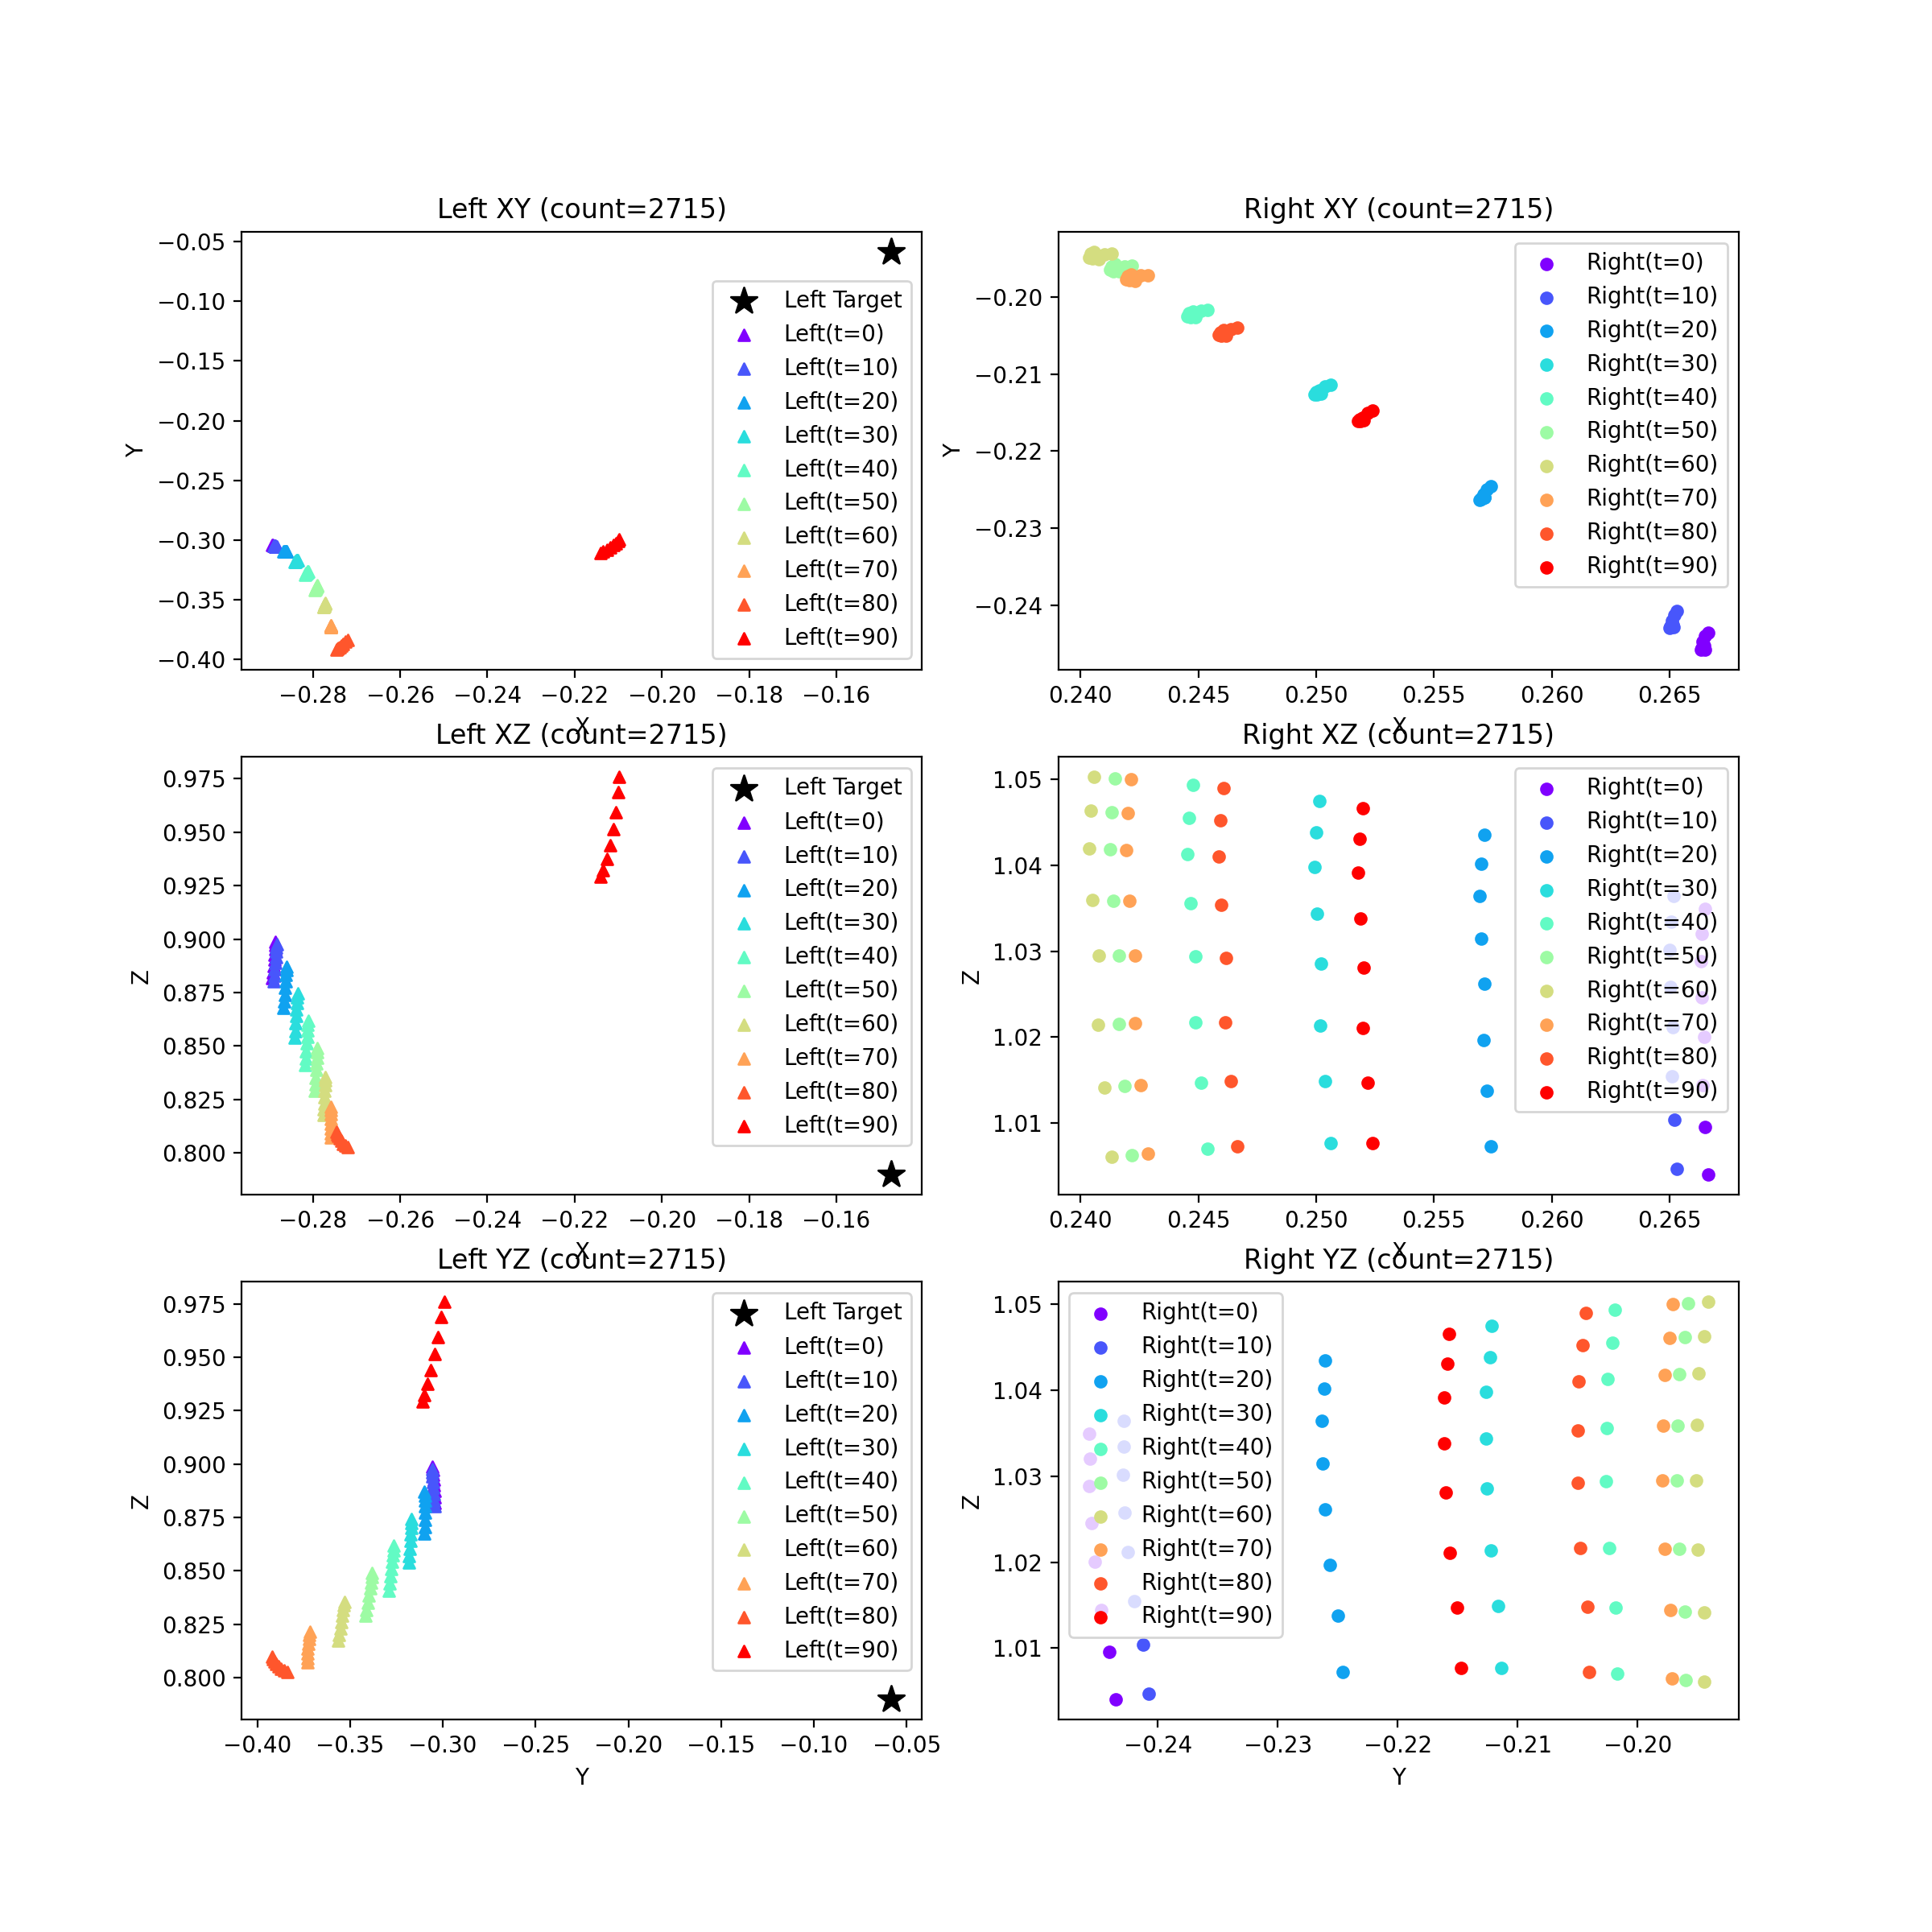 Left XY (count=2715)
Y
−0.05
−0.10
−0.15
−0.20
−0.25
−0.30
−0.35
−0.40
−0.28 −0.26 −0.24 −0.22 −0.20 −0.18 −0.16
X
Left Target
Left(t=0)
Left(t=10)
Left(t=20)
Left(t=30)
Left(t=40)
Left(t=50)
Left(t=60)
Left(t=70)
Left(t=80)
Left(t=90)
Right XY (count=2715)
Y
−0.20
−0.21
−0.22
−0.23
−0.24
0.240 0.245 0.250 0.255 0.260 0.265
X
Right(t=0)
Right(t=10)
Right(t=20)
Right(t=30)
Right(t=40)
Right(t=50)
Right(t=60)
Right(t=70)
Right(t=80)
Right(t=90)
Left XZ (count=2715)
Z
0.975
0.950
0.925
0.900
0.875
0.850
0.825
0.800
−0.28 −0.26 −0.24 −0.22 −0.20 −0.18 −0.16
X
Left Target
Left(t=0)
Left(t=10)
Left(t=20)
Left(t=30)
Left(t=40)
Left(t=50)
Left(t=60)
Left(t=70)
Left(t=80)
Left(t=90)
Right XZ (count=2715)
Z
1.05
1.04
1.03
1.02
1.01
0.240 0.245 0.250 0.255 0.260 0.265
X
Right(t=0)
Right(t=10)
Right(t=20)
Right(t=30)
Right(t=40)
Right(t=50)
Right(t=60)
Right(t=70)
Right(t=80)
Right(t=90)
Left YZ (count=2715)
Z
0.975
0.950
0.925
0.900
0.875
0.850
0.825
0.800
−0.40 −0.35 −0.30 −0.25 −0.20 −0.15 −0.10 −0.05
Y
Left Target
Left(t=0)
Left(t=10)
Left(t=20)
Left(t=30)
Left(t=40)
Left(t=50)
Left(t=60)
Left(t=70)
Left(t=80)
Left(t=90)
Right YZ (count=2715)
Z
1.05
1.04
1.03
1.02
1.01
−0.24 −0.23 −0.22 −0.21 −0.20
Y
Right(t=0)
Right(t=10)
Right(t=20)
Right(t=30)
Right(t=40)
Right(t=50)
Right(t=60)
Right(t=70)
Right(t=80)
Right(t=90)